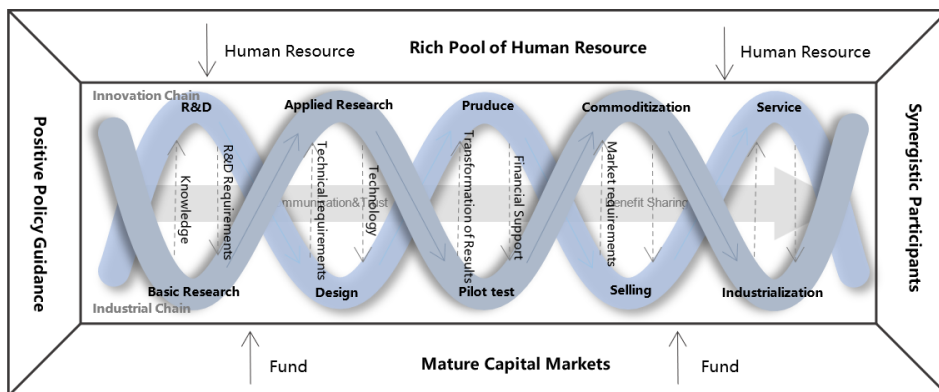 Human Resource
Rich Pool of Human Resource
Human Resource
Positive Policy Guidance
Innovation Chain
R&D
Applied Research
Pruduce
Commoditization
Service
Knowledge
R&D Requirements
Technical requirements
Technology
Transformation of Results
Financial Support
Market requirements
Benefit Sharing
Basic Research
Design
Pilot test
Selling
Industrialization
Industrial Chain
Synergistic Participants
Fund
Mature Capital Markets
Fund